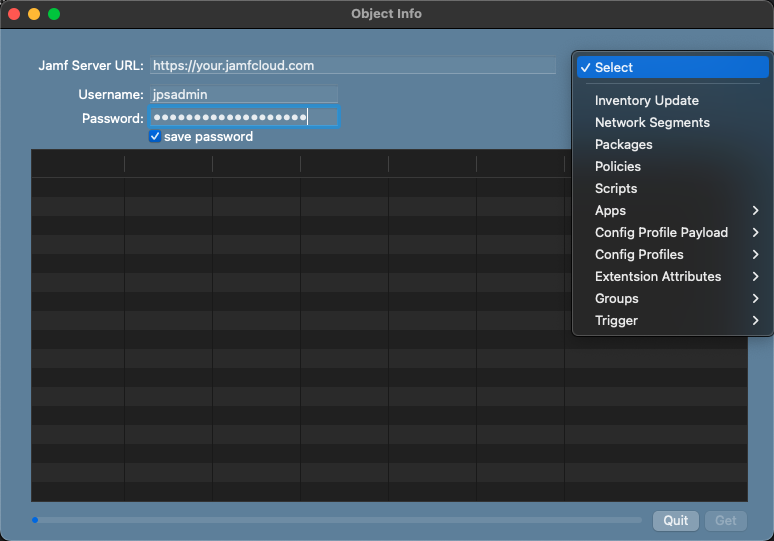 Object Info
Jamf Server URL: https://your.jamfcloud.com
Username: jpsadmin
Password: ●●●●●●●●●●●●●●●●●●●
save password
Select
Inventory Update
Network Segments
Packages
Policies
Scripts
Apps
Config Profile Payload
Config Profiles
Extentsion Attributes
Groups
Trigger
Quit
Get